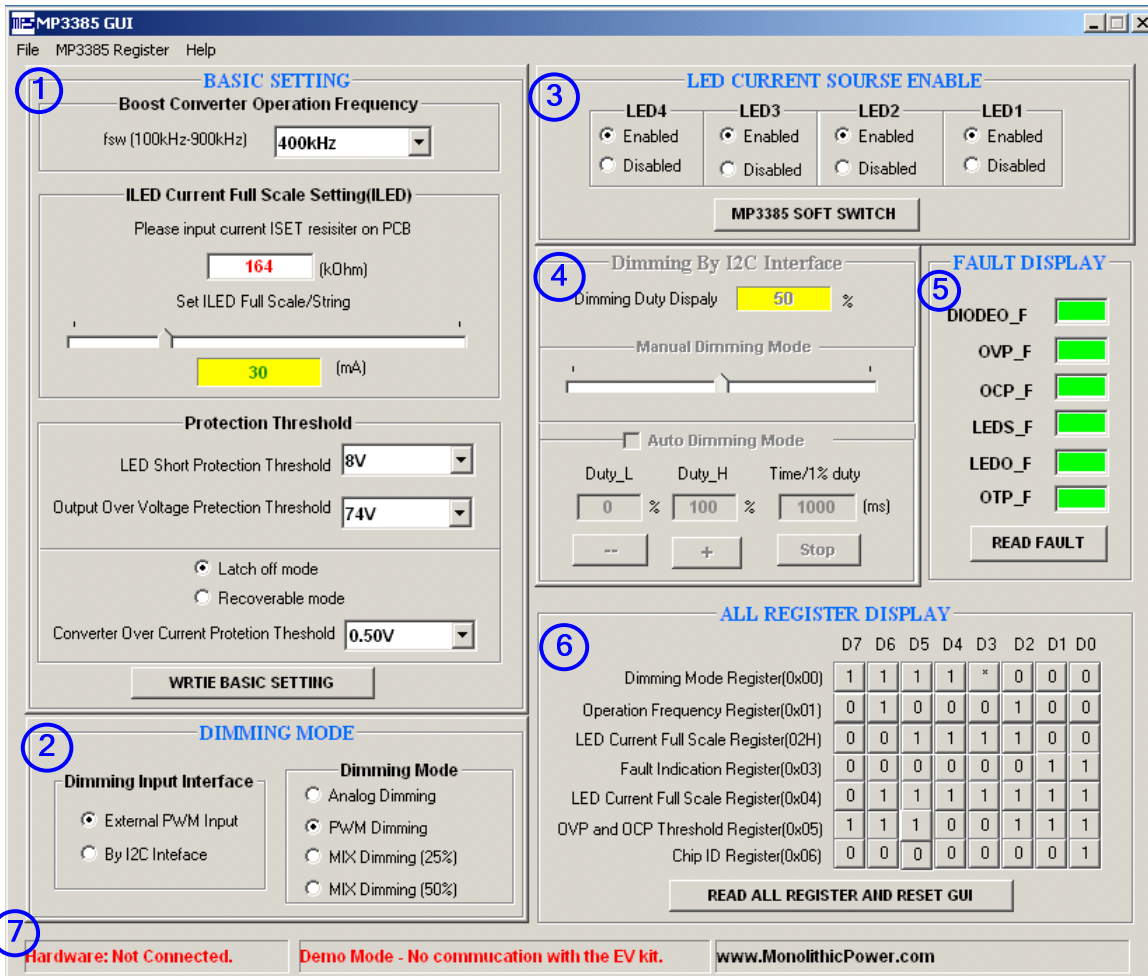 MPS MP3385 GUI
File MP3385 Register Help
1
BASIC SETTING
Boost Converter Operation Frequency
fsw (100kHz-900kHz) 400kHz
ILED Current Full Scale Setting(ILED)
Please input current ISET resisiter on PCB
164 (kOhm)
Set ILED Full Scale/String
30 (mA)
Protection Threshold
LED Short Protection Threshold 8V
Output Over Voltage Pretection Threshold 74V
Latch off mode
Recoverable mode
Converter Over Current Protetion Theshold 0.50V
WRTIE BASIC SETTING
2
DIMMING MODE
Dimming Input Interface
External PWM Input
By I2C Inteface
Dimming Mode
Analog Dimming
PWM Dimming
MIX Dimming (25%)
MIX Dimming (50%)
3
LED CURRENT SOURSE ENABLE
LED4 LED3 LED2 LED1
Enabled Enabled Enabled Enabled
Disabled Disabled Disabled Disabled
MP3385 SOFT SWITCH
4
Dimming By I2C Interface
Dimming Duty Dispaly 50 %
Manual Dimming Mode
Auto Dimming Mode
Duty_L Duty_H Time/1% duty
0 % 100 % 1000 (ms)
-- + Stop
5
FAULT DISPLAY
DIODEO_F
OVP_F
OCP_F
LEDS_F
LEDO_F
OTP_F
READ FAULT
6
ALL REGISTER DISPLAY
D7 D6 D5 D4 D3 D2 D1 D0
Dimming Mode Register(0x00) 1 1 1 1 * 0 0 0
Operation Frequency Register(0x01) 0 1 0 0 0 1 0 0
LED Current Full Scale Register(02H) 0 0 1 1 1 1 0 0
Fault Indication Register(0x03) 0 0 0 0 0 0 1 1
LED Current Full Scale Register(0x04) 0 1 1 1 1 1 1 1
OVP and OCP Threshold Register(0x05) 1 1 1 0 0 1 1 1
Chip ID Register(0x06) 0 0 0 0 0 0 0 1
READ ALL REGISTER AND RESET GUI
7
Hardware: Not Connected. Demo Mode - No commucation with the EV kit. www.MonolithicPower.com